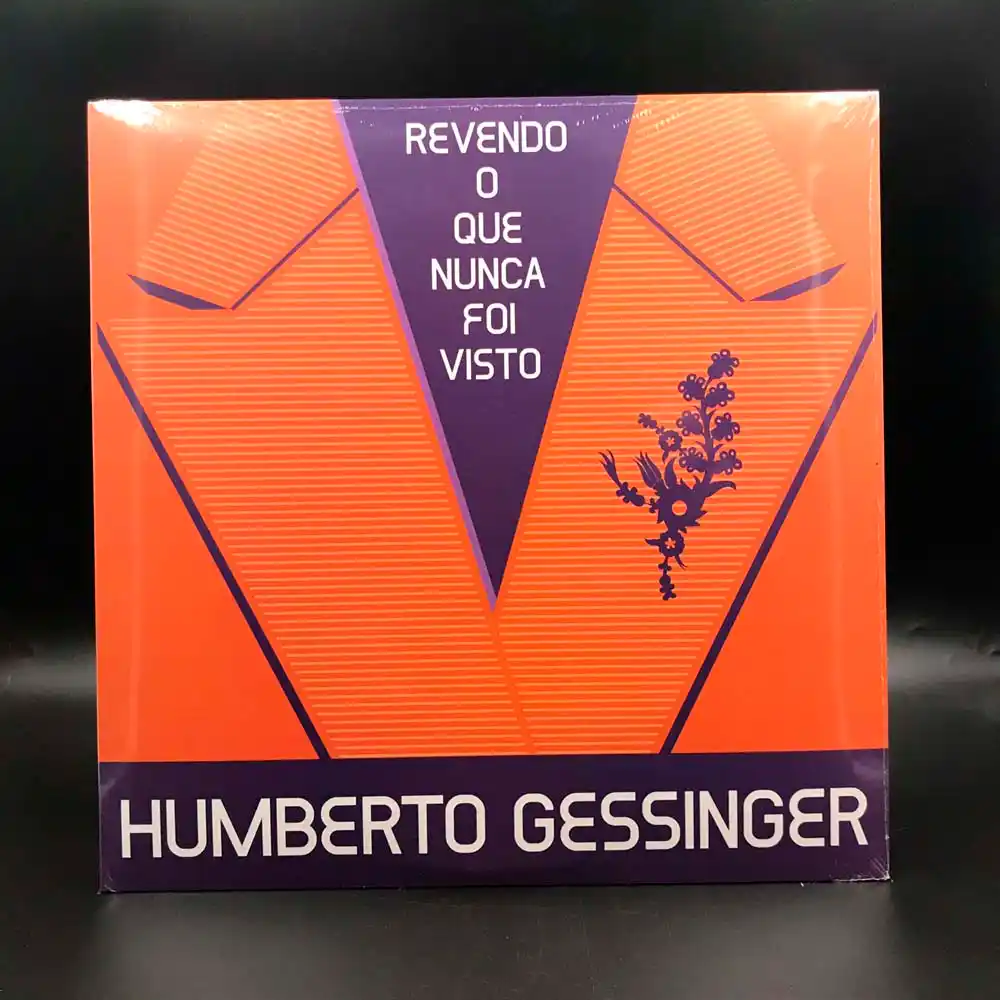 REVENDO
O
QUE
NUNCA
FOI
VISTO
HUMBERTO GESSINGER